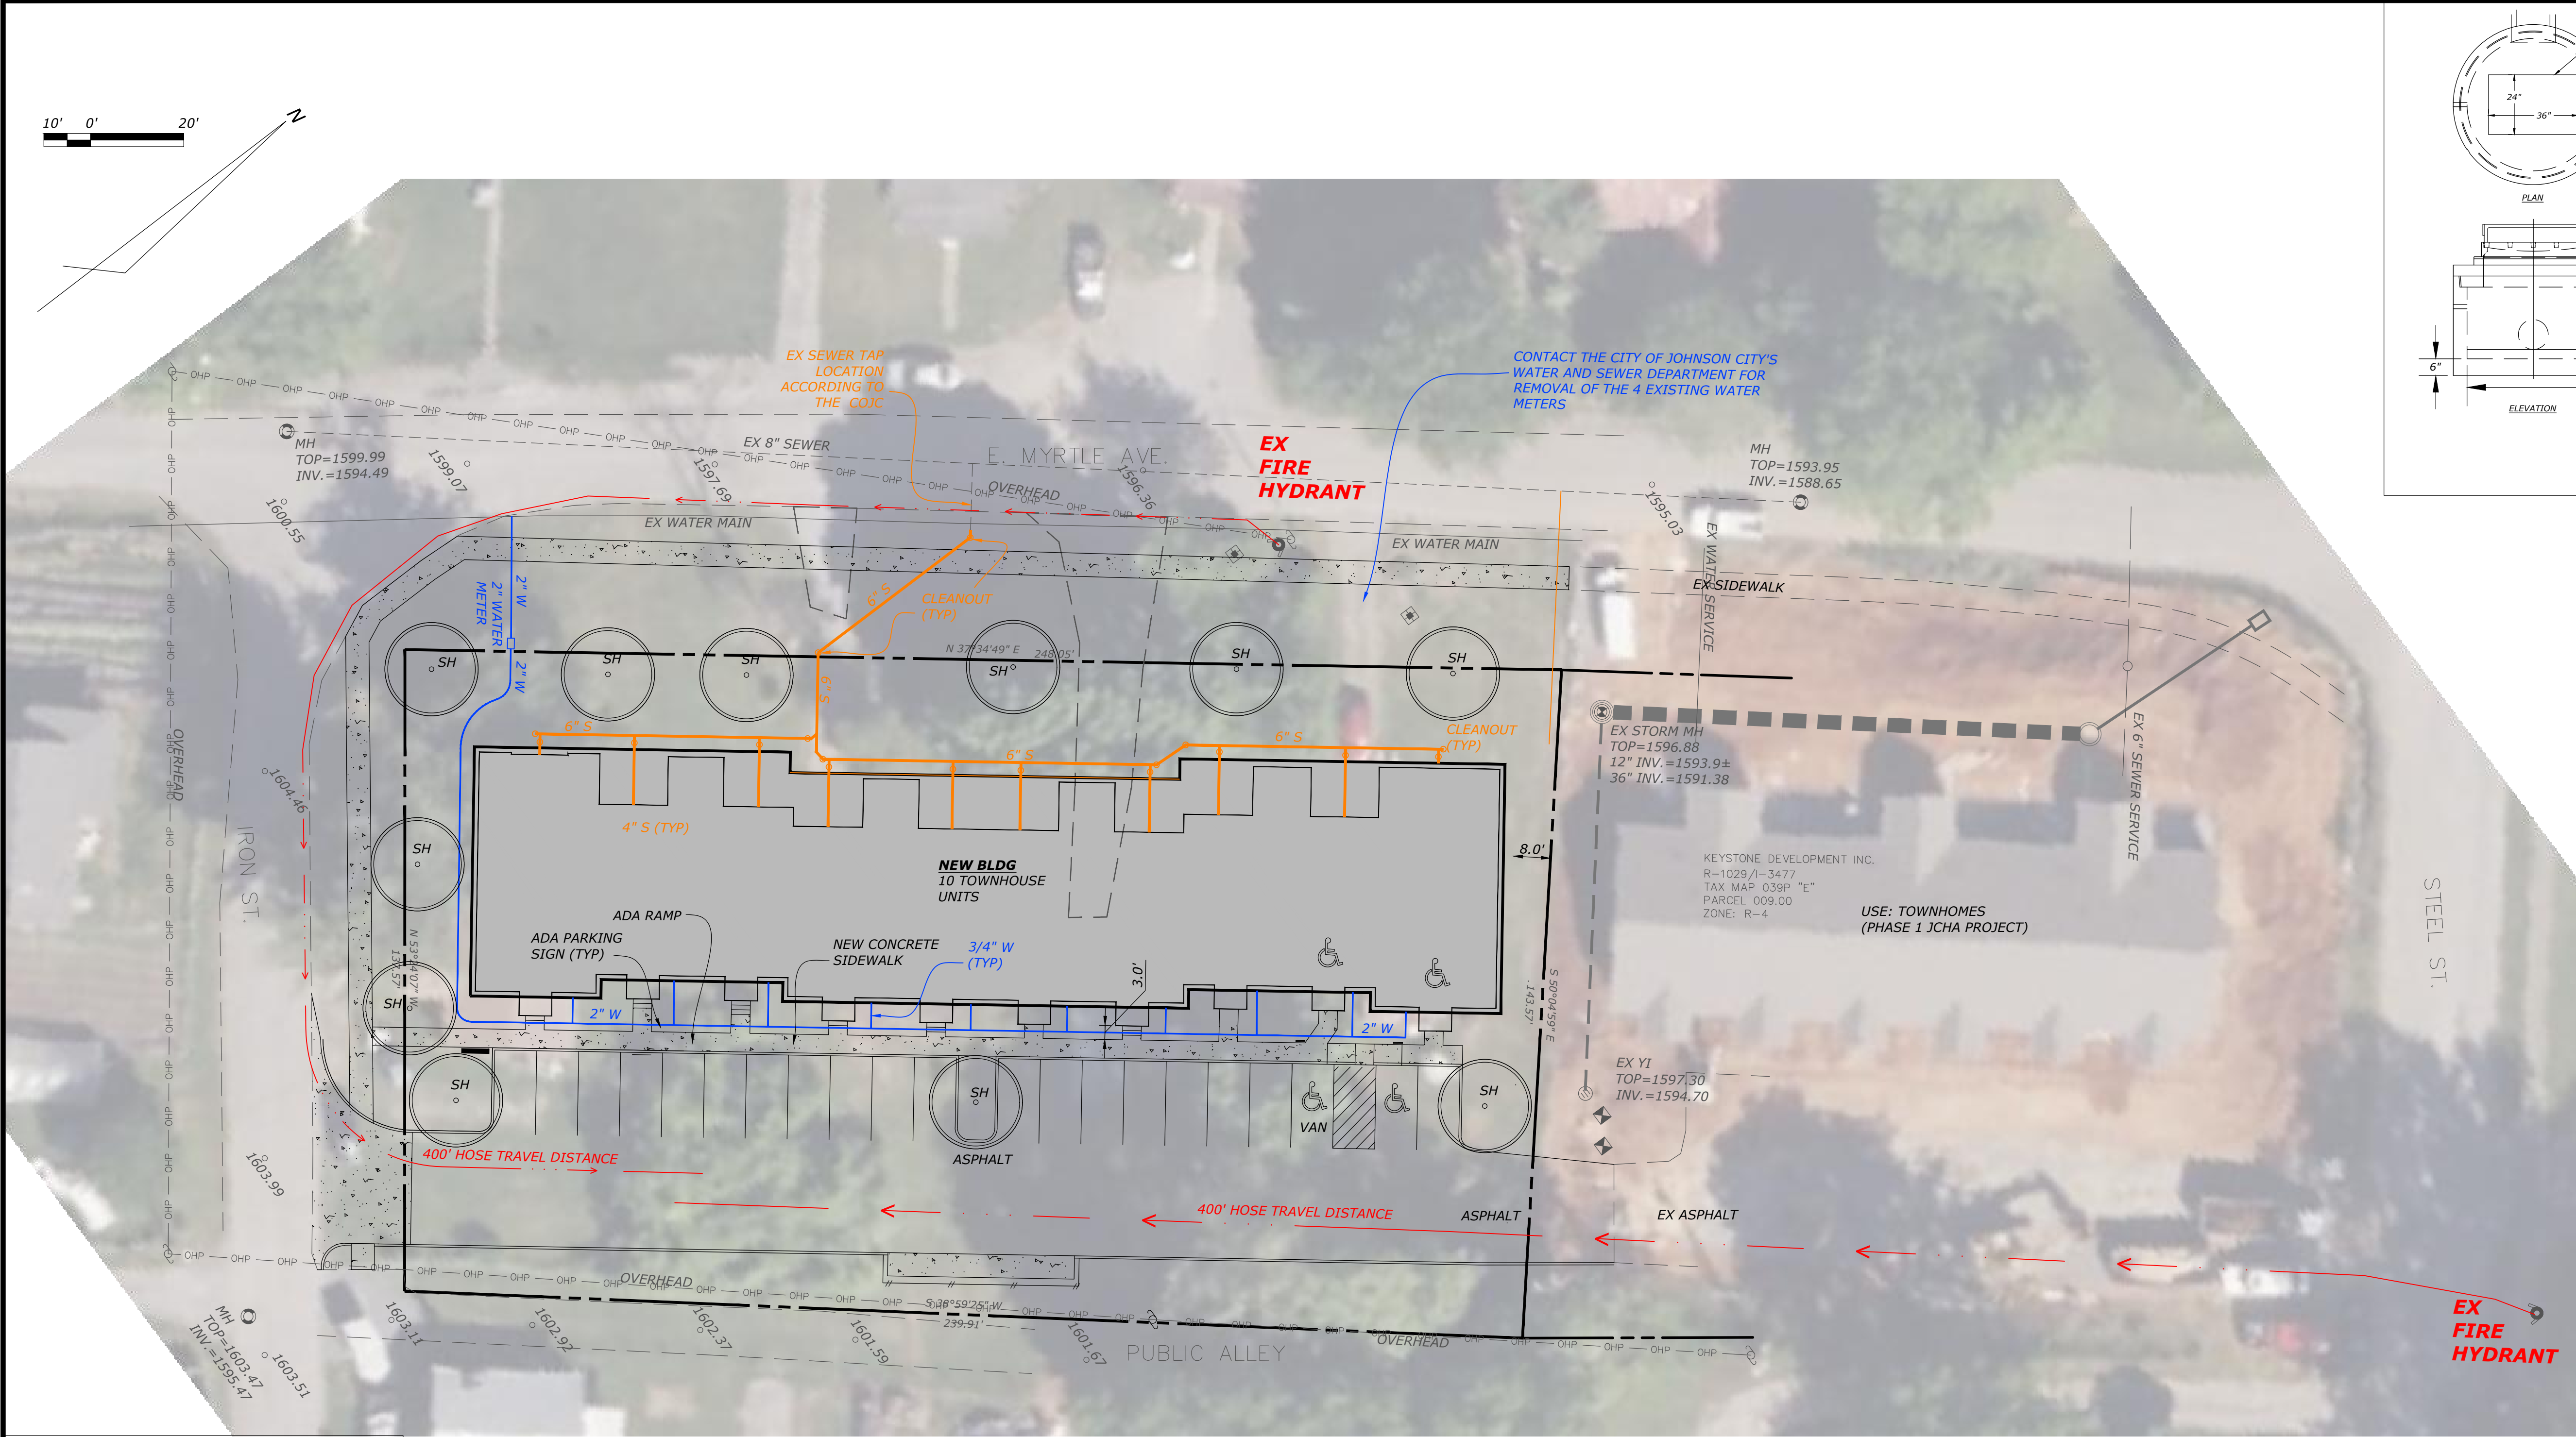 10' 0' 20'
N
24"
36"
PLAN
6"
ELEVATION
EX SEWER TAP
LOCATION
ACCORDING TO
THE COJC
CONTACT THE CITY OF JOHNSON CITY'S
WATER AND SEWER DEPARTMENT FOR
REMOVAL OF THE 4 EXISTING WATER
METERS
MH
TOP=1599.99
INV.=1594.49
1599.07
1600.55
EX 8" SEWER
1597.69
E. MYRTLE AVE.
OVERHEAD
1596.36
EX
FIRE
HYDRANT
MH
TOP=1593.95
INV.=1588.65
1595.03
EX WATER MAIN
EX WATER MAIN
EX WATER SERVICE
EX SIDEWALK
2" W
2" WATER
METER
2" W
6" S
CLEANOUT
(TYP)
N 37°34'49" E 248.05'
SH
SH
SH
SH
SH
SH
6" S
6" S
6" S
6" S
CLEANOUT
(TYP)
EX STORM MH
TOP=1596.88
12" INV.=1593.9±
36" INV.=1591.38
EX 6" SEWER SERVICE
OVERHEAD
1604.46
IRON ST.
4" S (TYP)
SH
NEW BLDG
10 TOWNHOUSE
UNITS
8.0'
KEYSTONE DEVELOPMENT INC.
R-1029/I-3477
TAX MAP 039P "E"
PARCEL 009.00
ZONE: R-4
USE: TOWNHOMES
(PHASE 1 JCHA PROJECT)
STEEL ST.
ADA RAMP
ADA PARKING
SIGN (TYP)
NEW CONCRETE
SIDEWALK
3/4" W
(TYP)
3.0'
SH
2" W
2" W
S 50°04'59" E
143.57'
EX YI
TOP=1597.30
INV.=1594.70
SH
SH
SH
VAN
ASPHALT
400' HOSE TRAVEL DISTANCE
400' HOSE TRAVEL DISTANCE
ASPHALT
EX ASPHALT
1603.99
OVERHEAD
S 38°59'25" W
239.91'
MH
TOP=1603.47
INV.=1595.47
1603.51
1603.11
1602.92
1602.37
1601.59
1601.67
PUBLIC ALLEY
OVERHEAD
EX
FIRE
HYDRANT
OHP